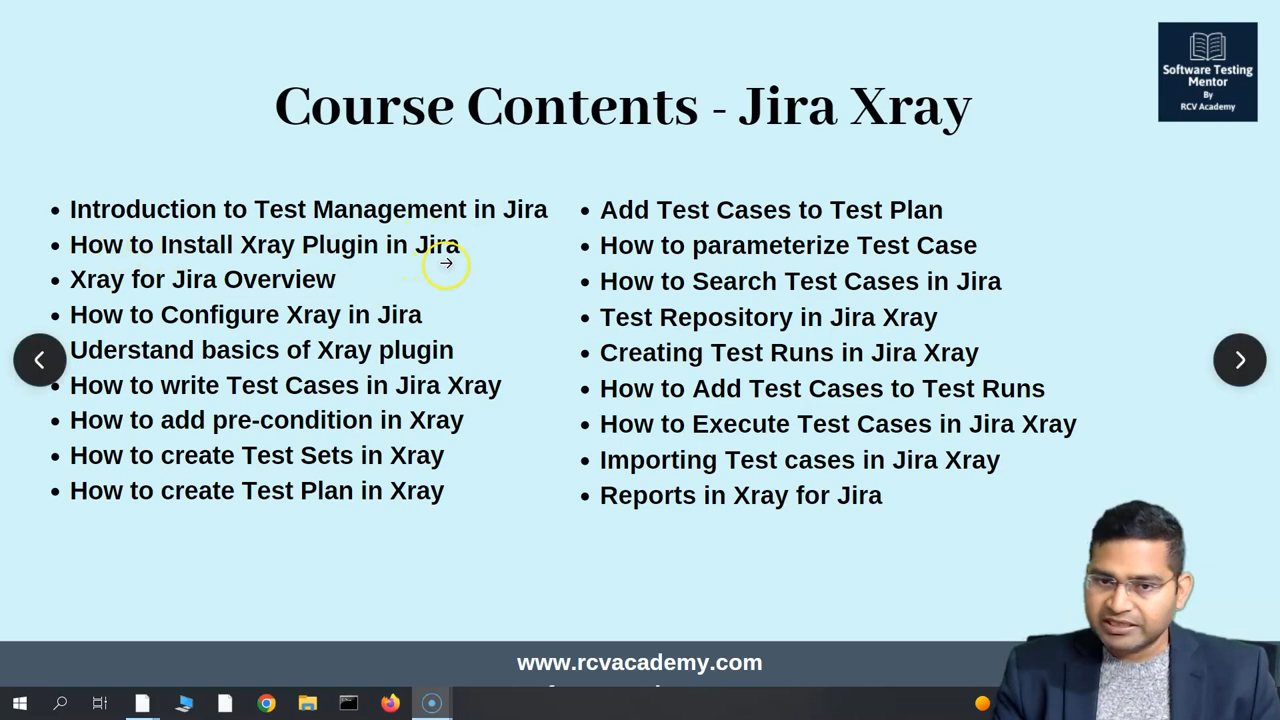 Software Testing
Mentor
By
RCV Academy
Course Contents - Jira Xray
Introduction to Test Management in Jira
How to Install Xray Plugin in Jira
Xray for Jira Overview
How to Configure Xray in Jira
Uderstand basics of Xray plugin
How to write Test Cases in Jira Xray
How to add pre-condition in Xray
How to create Test Sets in Xray
How to create Test Plan in Xray
Add Test Cases to Test Plan
How to parameterize Test Case
How to Search Test Cases in Jira
Test Repository in Jira Xray
Creating Test Runs in Jira Xray
How to Add Test Cases to Test Runs
How to Execute Test Cases in Jira Xray
Importing Test cases in Jira Xray
Reports in Xray for Jira
www.rcvacademy.com